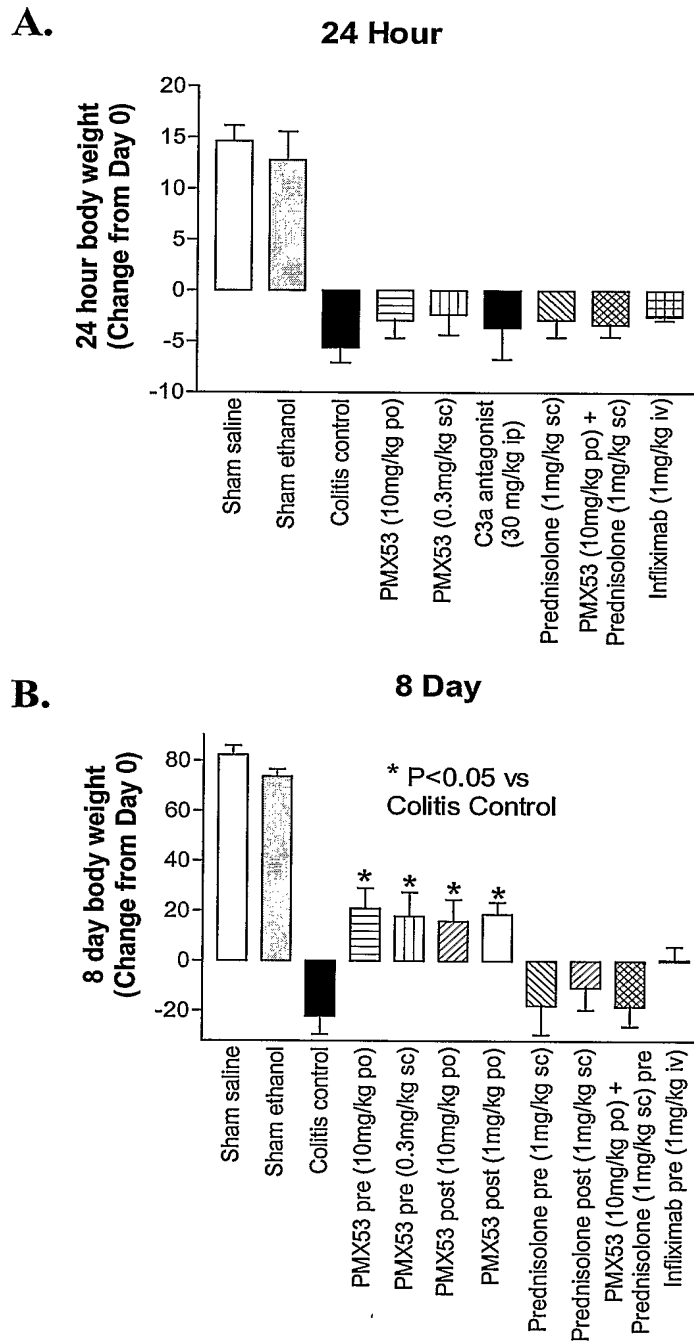 A.
24 Hour
24 hour body weight
(Change from Day 0)
20
15
10
5
0
-5
-10
Sham saline
Sham ethanol
Colitis control
PMX53 (10mg/kg po)
PMX53 (0.3mg/kg sc)
C3a antagonist
(30 mg/kg ip)
Prednisolone (1mg/kg sc)
PMX53 (10mg/kg po) +
Prednisolone (1mg/kg sc)
Infliximab (1mg/kg iv)
B.
8 Day
8 day body weight
(Change from Day 0)
80
60
40
20
0
-20
* P<0.05 vs
Colitis Control
* * * *
Sham saline
Sham ethanol
Colitis control
PMX53 pre (10mg/kg po)
PMX53 pre (0.3mg/kg sc)
PMX53 post (10mg/kg po)
PMX53 post (1mg/kg po)
Prednisolone pre (1mg/kg sc)
Prednisolone post (1mg/kg sc)
PMX53 (10mg/kg po) +
Prednisolone (1mg/kg sc) pre
Infliximab pre (1mg/kg iv)